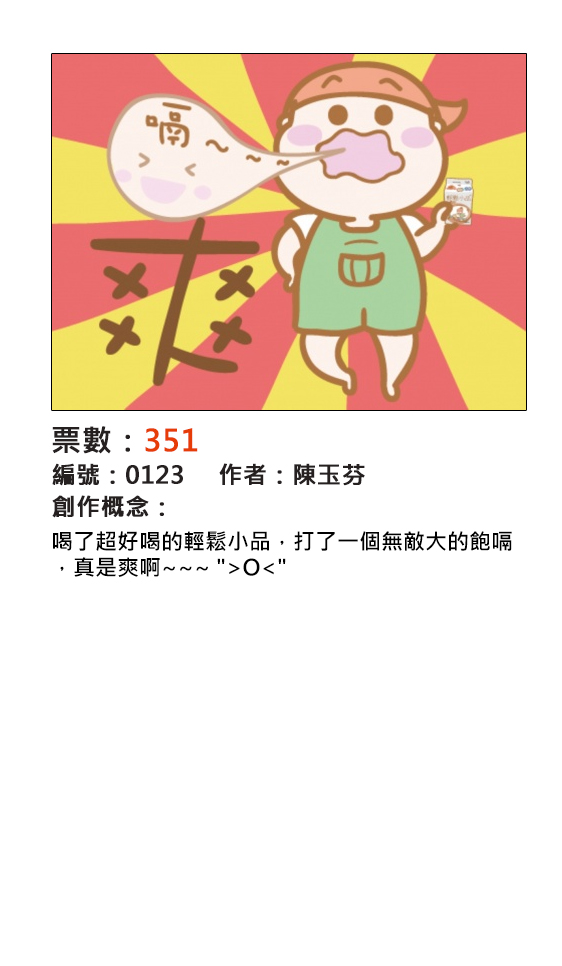 嗝～～～
爽
票數：351
編號：0123 作者：陳玉芬
創作概念：
喝了超好喝的輕鬆小品，打了一個無敵大的飽嗝
，真是爽啊~~~ ">O<"